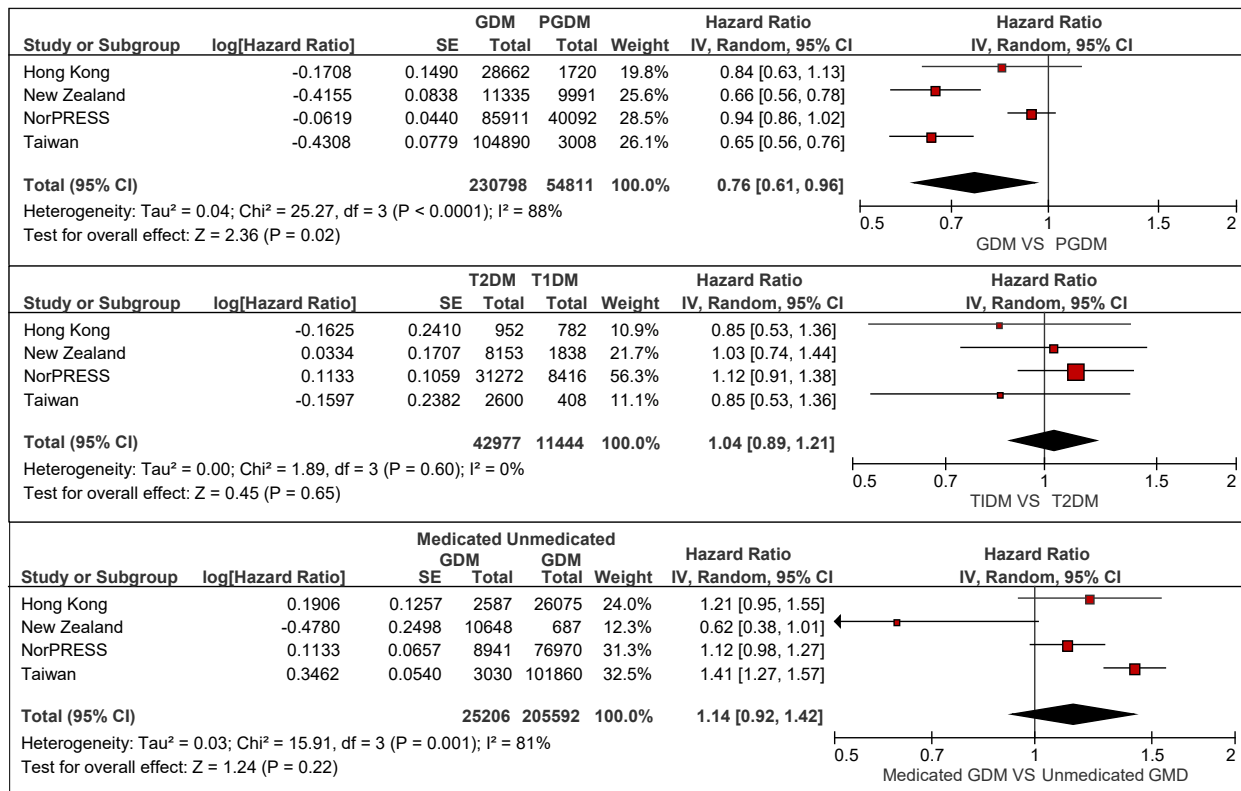 GDM PGDM Hazard Ratio Hazard Ratio
Study or Subgroup log[Hazard Ratio] SE Total Total Weight IV, Random, 95% CI IV, Random, 95% CI
Hong Kong -0.1708 0.1490 28662 1720 19.8% 0.84 [0.63, 1.13]
New Zealand -0.4155 0.0838 11335 9991 25.6% 0.66 [0.56, 0.78]
NorPRESS -0.0619 0.0440 85911 40092 28.5% 0.94 [0.86, 1.02]
Taiwan -0.4308 0.0779 104890 3008 26.1% 0.65 [0.56, 0.76]
Total (95% CI) 230798 54811 100.0% 0.76 [0.61, 0.96]
Heterogeneity: Tau² = 0.04; Chi² = 25.27, df = 3 (P < 0.0001); I² = 88%
Test for overall effect: Z = 2.36 (P = 0.02)
0.5 0.7 1 1.5 2
GDM VS PGDM
T2DM T1DM Hazard Ratio Hazard Ratio
Study or Subgroup log[Hazard Ratio] SE Total Total Weight IV, Random, 95% CI IV, Random, 95% CI
Hong Kong -0.1625 0.2410 952 782 10.9% 0.85 [0.53, 1.36]
New Zealand 0.0334 0.1707 8153 1838 21.7% 1.03 [0.74, 1.44]
NorPRESS 0.1133 0.1059 31272 8416 56.3% 1.12 [0.91, 1.38]
Taiwan -0.1597 0.2382 2600 408 11.1% 0.85 [0.53, 1.36]
Total (95% CI) 42977 11444 100.0% 1.04 [0.89, 1.21]
Heterogeneity: Tau² = 0.00; Chi² = 1.89, df = 3 (P = 0.60); I² = 0%
Test for overall effect: Z = 0.45 (P = 0.65)
0.5 0.7 1 1.5 2
TIDM VS T2DM
Medicated Unmedicated
GDM GDM Hazard Ratio Hazard Ratio
Study or Subgroup log[Hazard Ratio] SE Total Total Weight IV, Random, 95% CI IV, Random, 95% CI
Hong Kong 0.1906 0.1257 2587 26075 24.0% 1.21 [0.95, 1.55]
New Zealand -0.4780 0.2498 10648 687 12.3% 0.62 [0.38, 1.01]
NorPRESS 0.1133 0.0657 8941 76970 31.3% 1.12 [0.98, 1.27]
Taiwan 0.3462 0.0540 3030 101860 32.5% 1.41 [1.27, 1.57]
Total (95% CI) 25206 205592 100.0% 1.14 [0.92, 1.42]
Heterogeneity: Tau² = 0.03; Chi² = 15.91, df = 3 (P = 0.001); I² = 81%
Test for overall effect: Z = 1.24 (P = 0.22)
0.5 0.7 1 1.5 2
Medicated GDM VS Unmedicated GMD